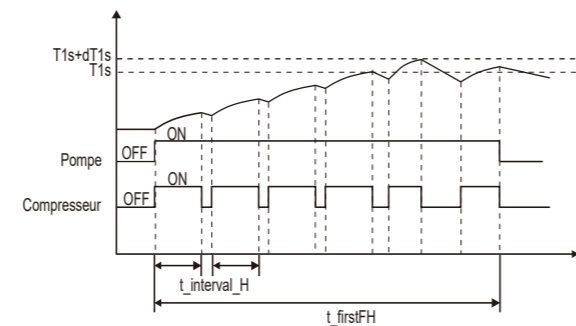 T1s+dT1s
T1s
ON
Pompe OFF
ON
Compresseur OFF
t_interval_H
t_firstFH